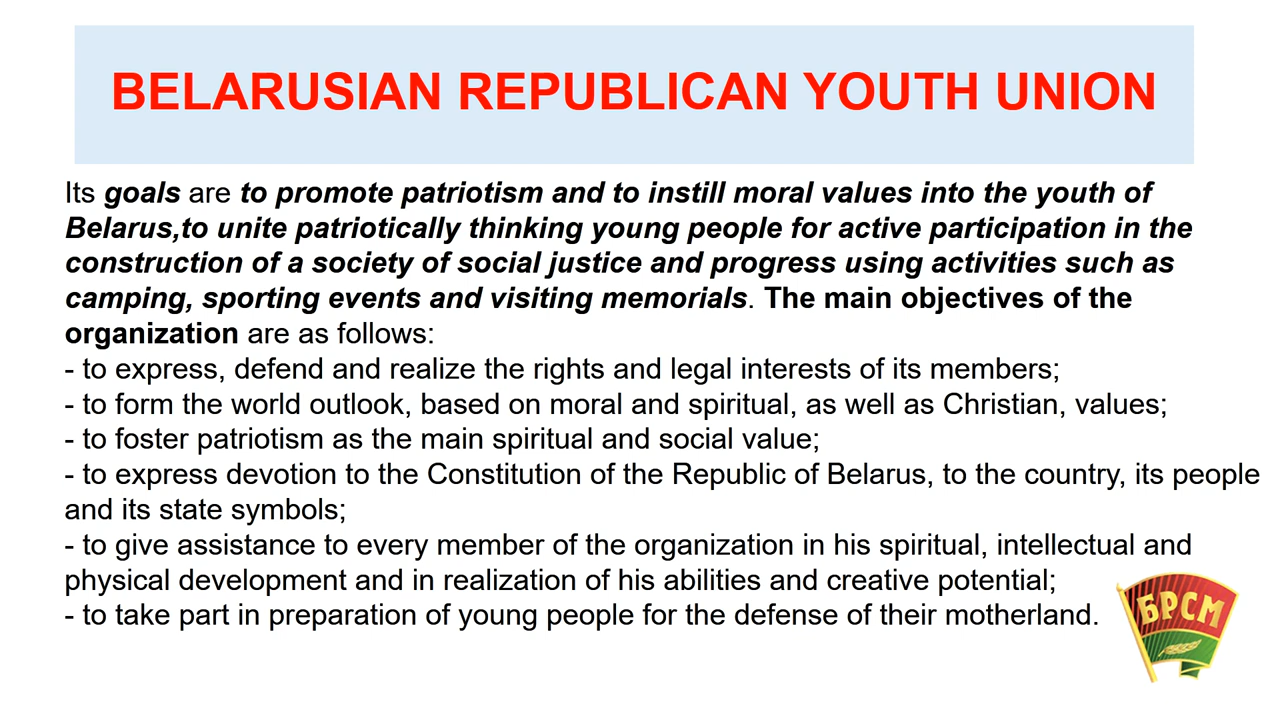 BELARUSIAN REPUBLICAN YOUTH UNION
Its goals are to promote patriotism and to instill moral values into the youth of
Belarus,to unite patriotically thinking young people for active participation in the
construction of a society of social justice and progress using activities such as
camping, sporting events and visiting memorials. The main objectives of the
organization are as follows:
- to express, defend and realize the rights and legal interests of its members;
- to form the world outlook, based on moral and spiritual, as well as Christian, values;
- to foster patriotism as the main spiritual and social value;
- to express devotion to the Constitution of the Republic of Belarus, to the country, its people
and its state symbols;
- to give assistance to every member of the organization in his spiritual, intellectual and
physical development and in realization of his abilities and creative potential;
- to take part in preparation of young people for the defense of their motherland.
БРСМ